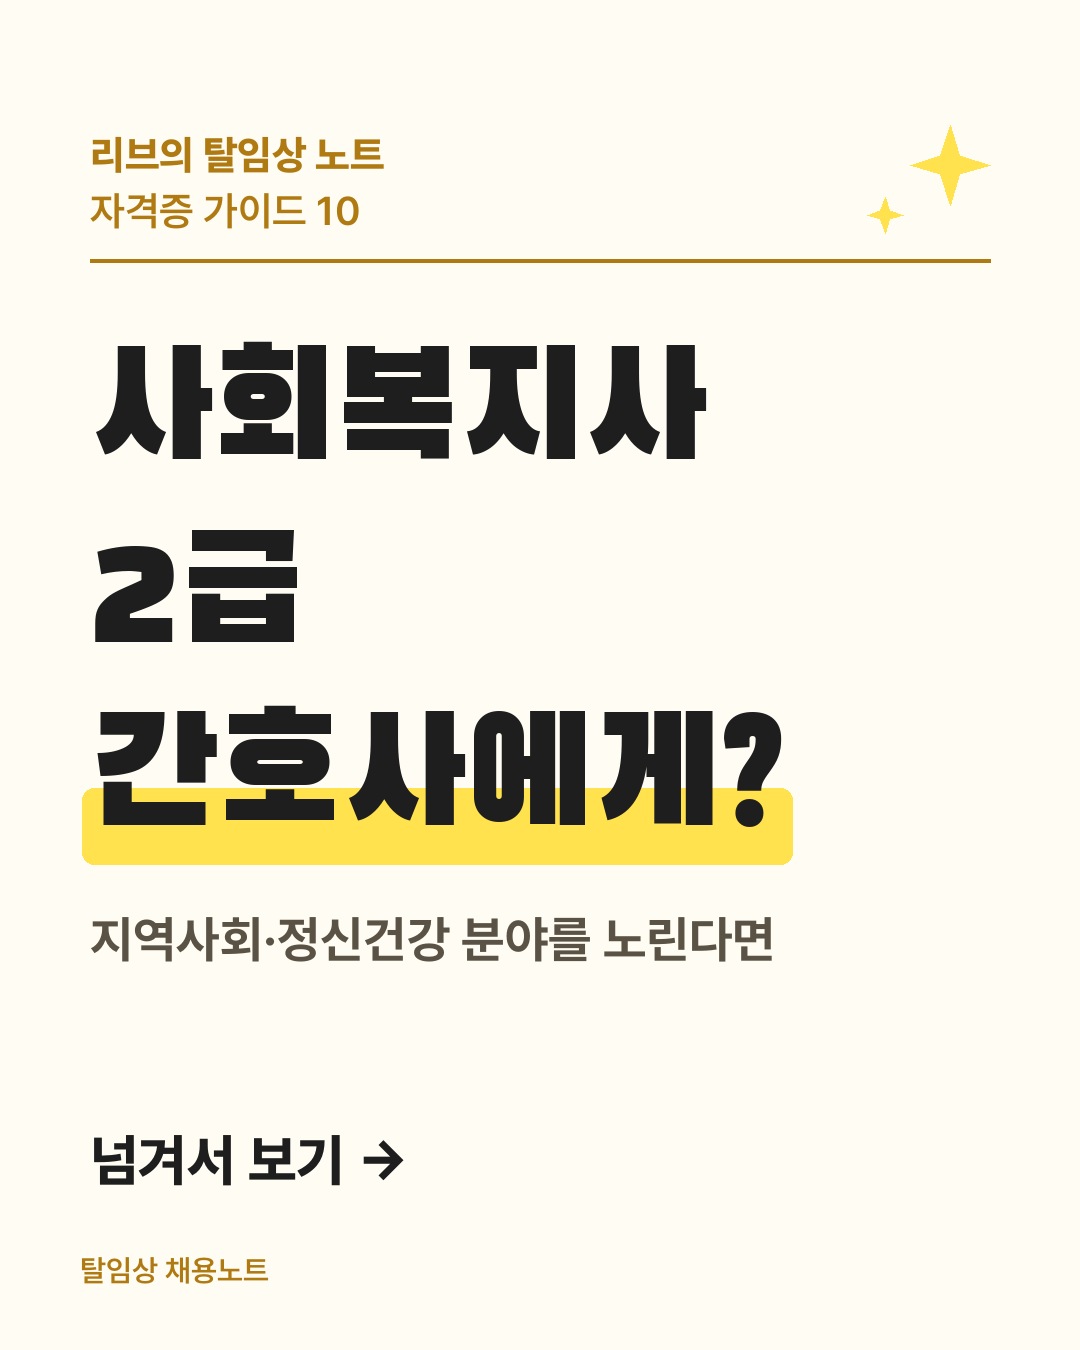 리브의 탈임상 노트
자격증 가이드 10
사회복지사
2급
간호사에게?
지역사회·정신건강 분야를 노린다면
넘겨서 보기 →
탈임상 채용노트